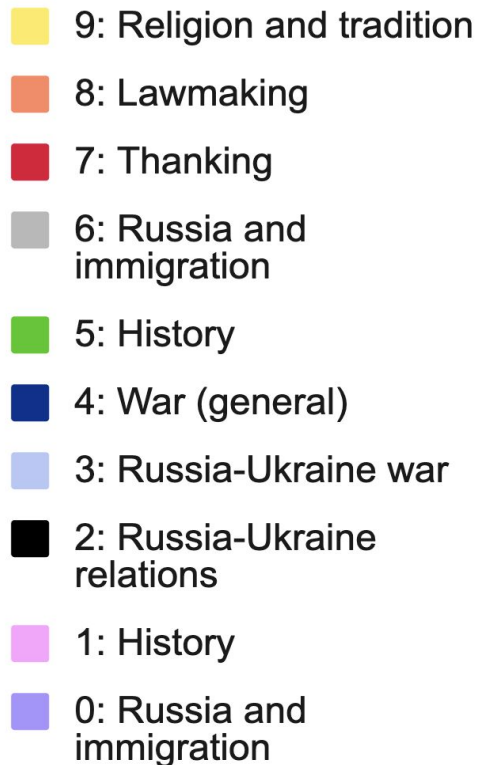 9: Religion and tradition
8: Lawmaking
7: Thanking
6: Russia and
immigration
5: History
4: War (general)
3: Russia-Ukraine war
2: Russia-Ukraine
relations
1: History
0: Russia and
immigration